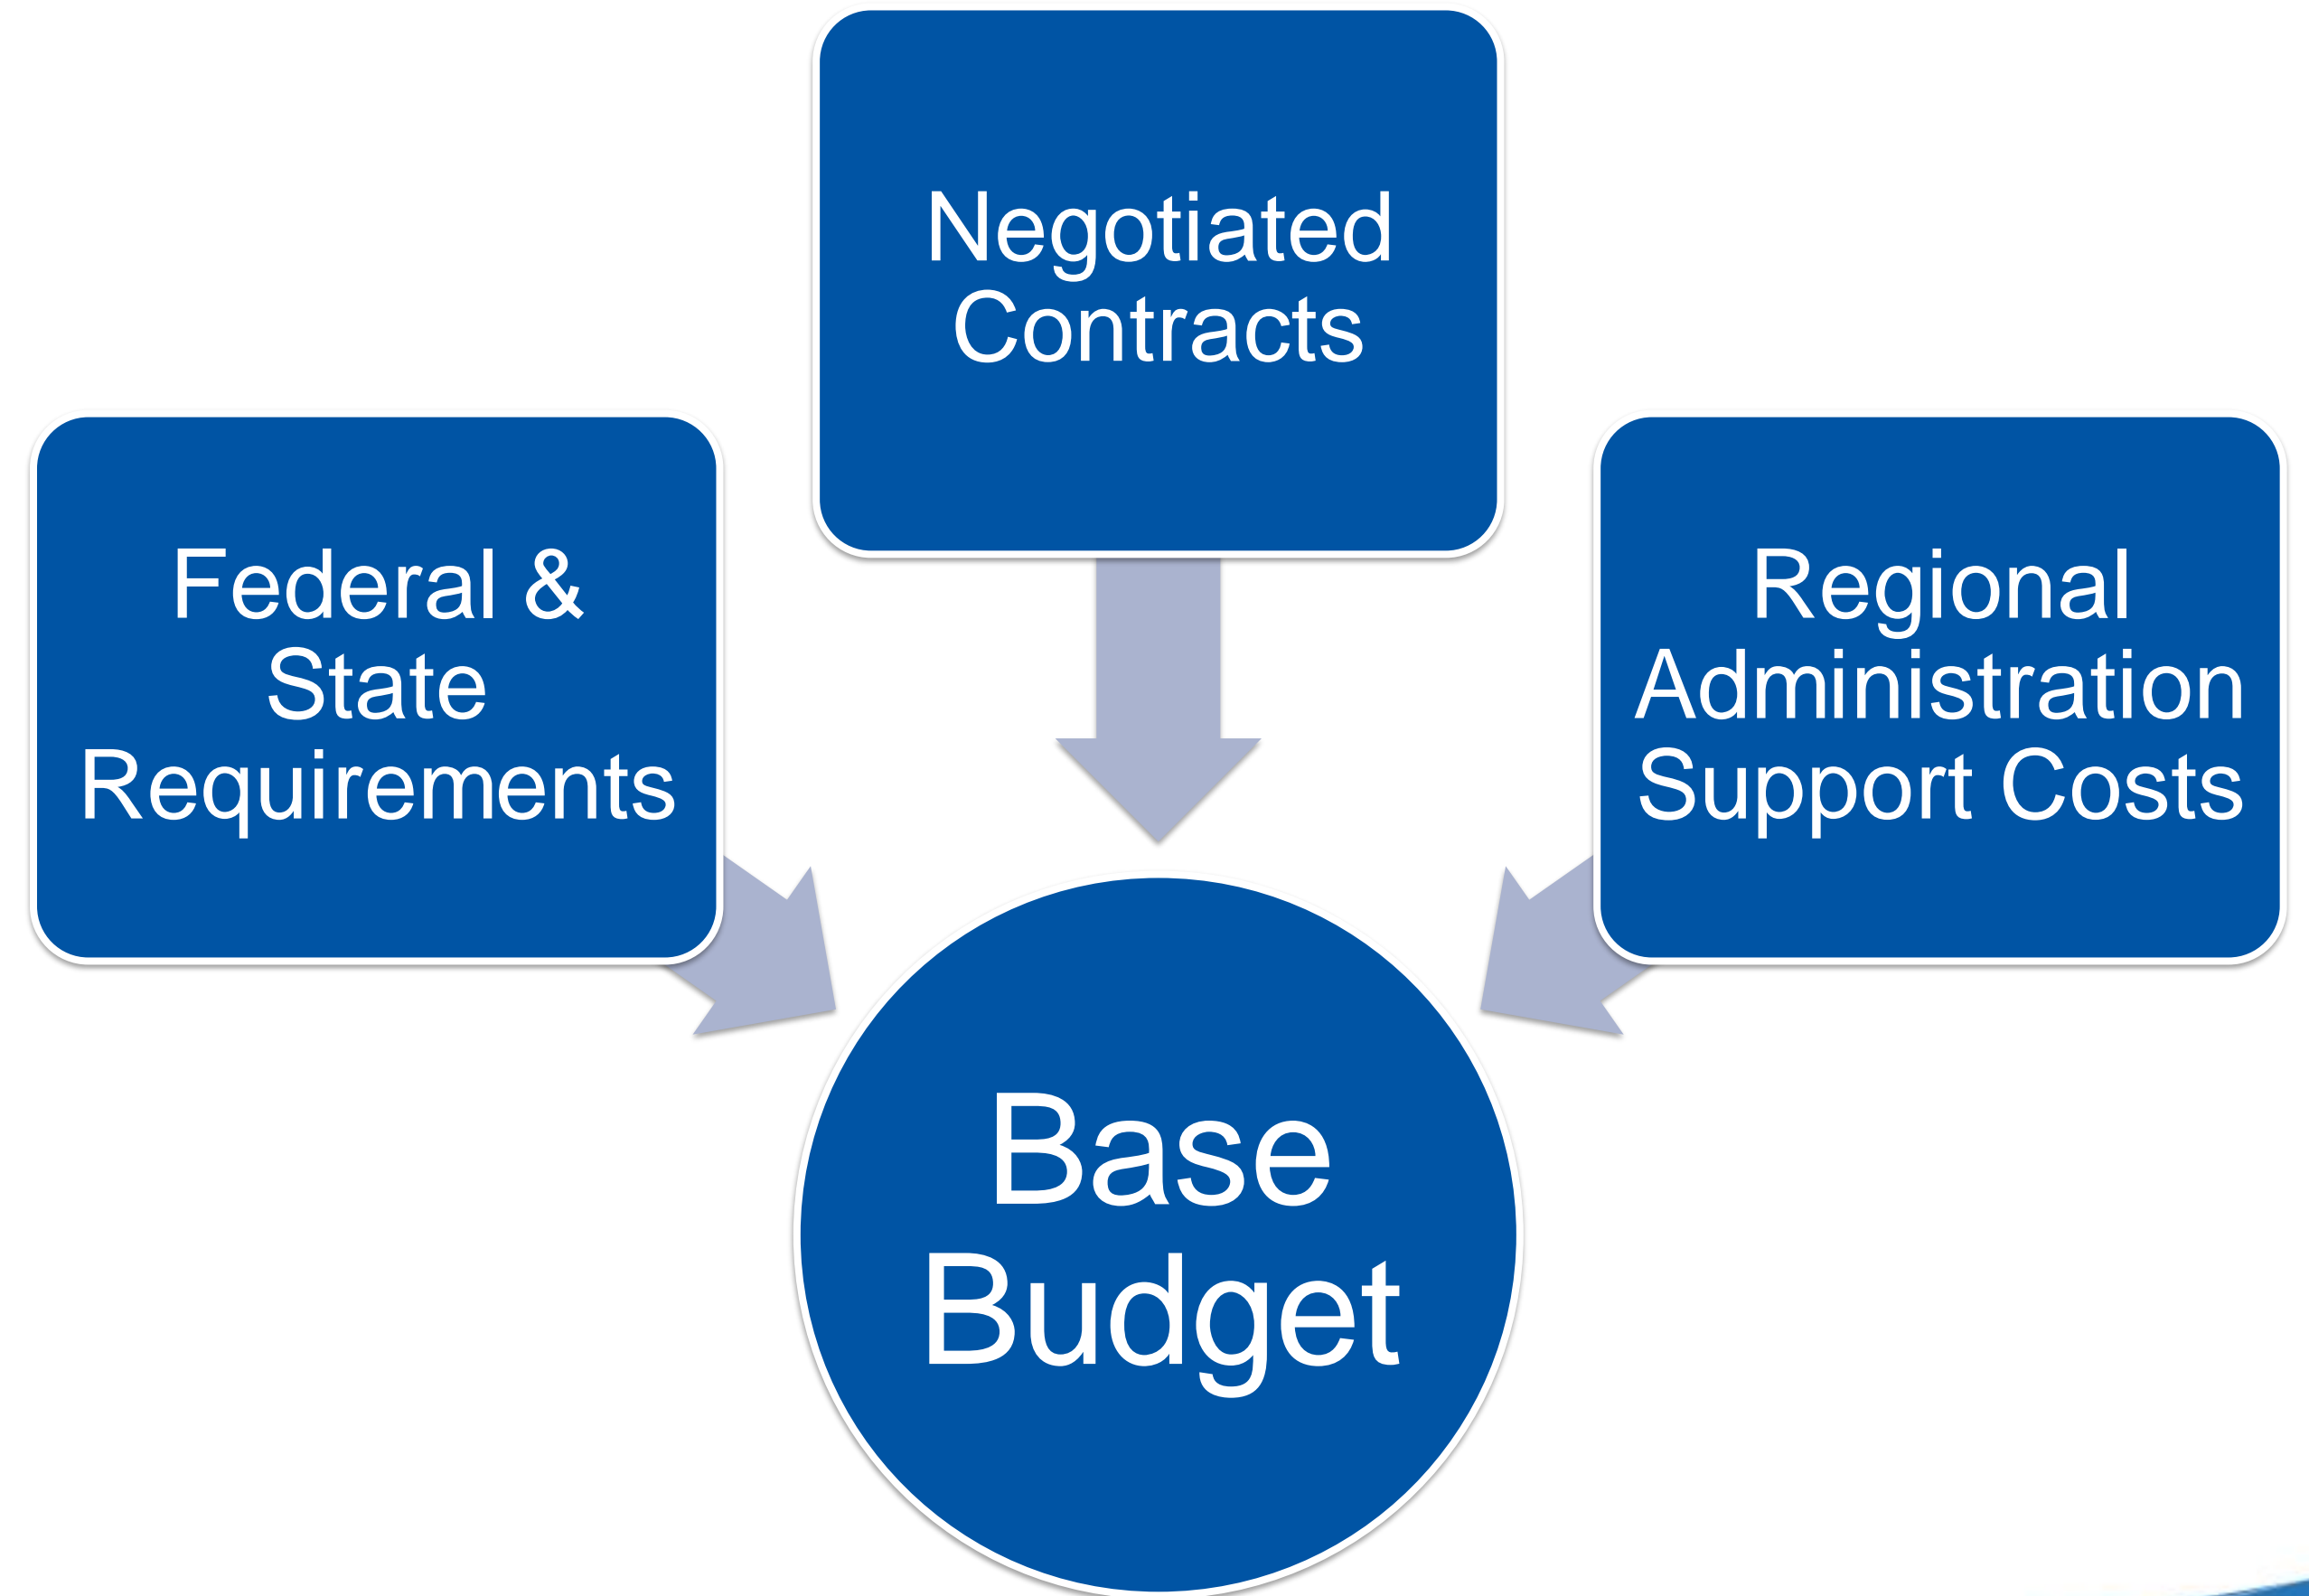 Negotiated
Contracts
Federal &
State
Requirements
Regional
Administration
Support Costs
Base
Budget